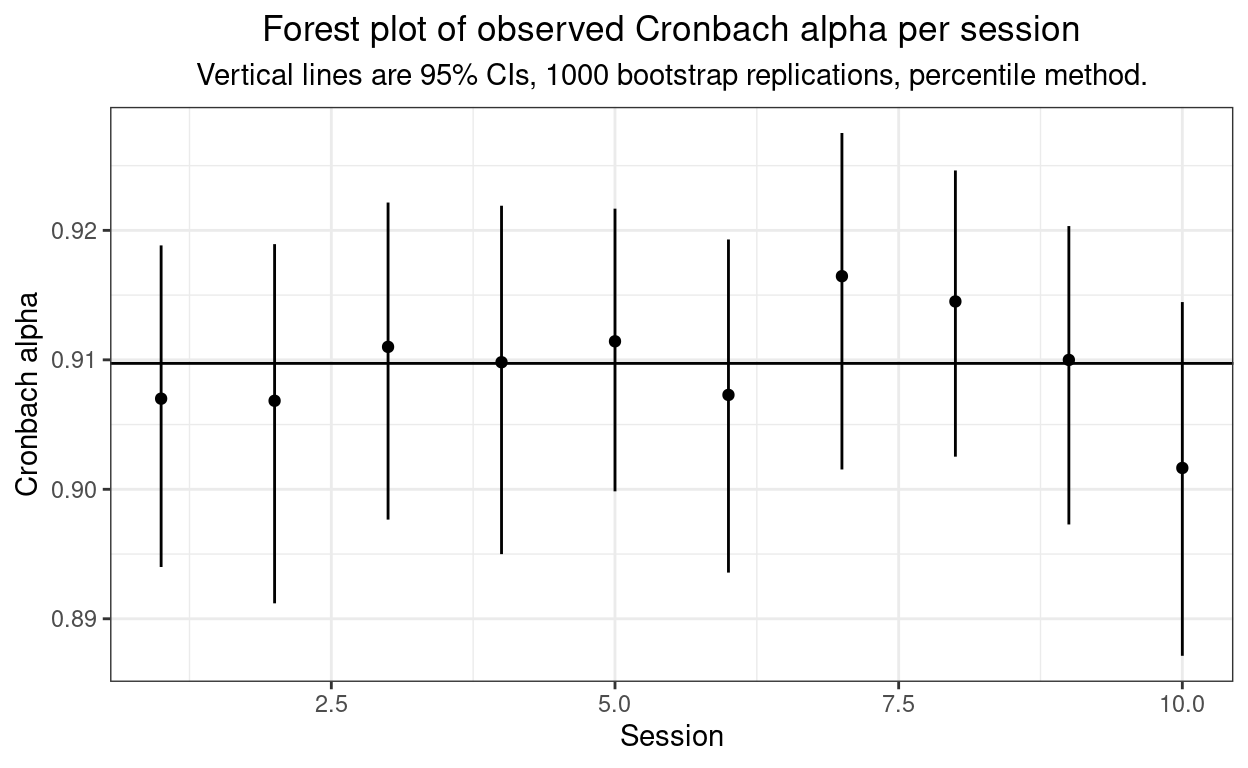 Forest plot of observed Cronbach alpha per session
Vertical lines are 95% CIs, 1000 bootstrap replications, percentile method.
Cronbach alpha
0.92
0.91
0.90
0.89
2.5 5.0 7.5 10.0
Session